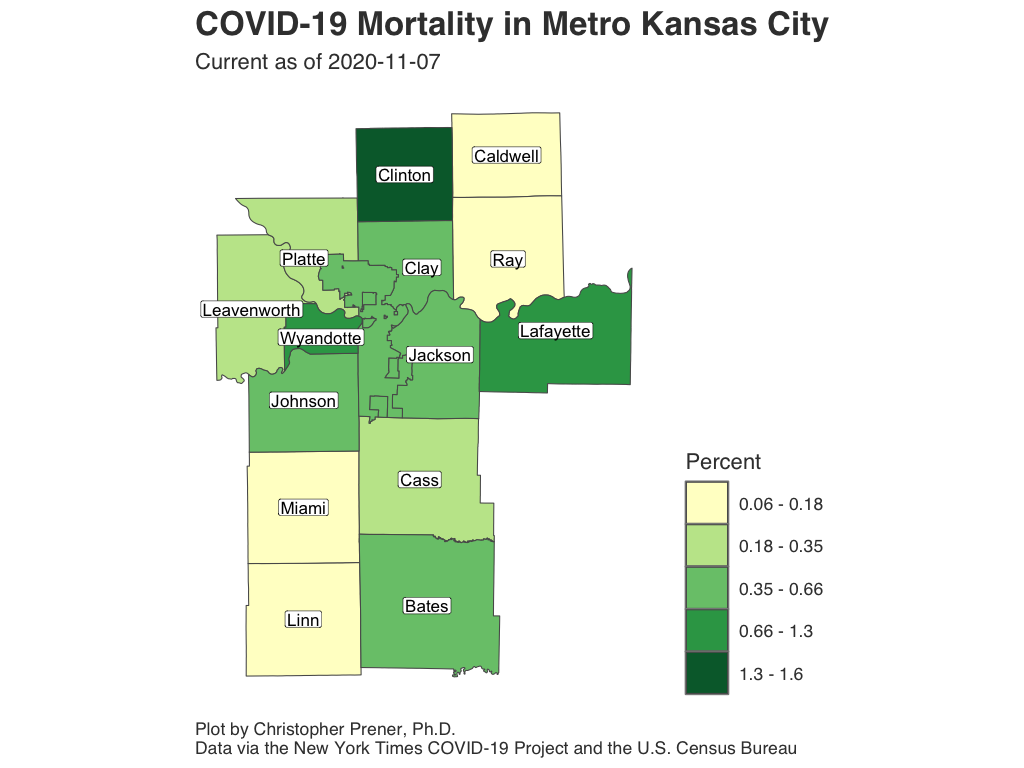 COVID-19 Mortality in Metro Kansas City
Current as of 2020-11-07
Caldwell
Clinton
Platte
Clay
Ray
Leavenworth
Wyandotte
Lafayette
Jackson
Johnson
Cass
Miami
Bates
Linn
Percent
0.06 - 0.18
0.18 - 0.35
0.35 - 0.66
0.66 - 1.3
1.3 - 1.6
Plot by Christopher Prener, Ph.D.
Data via the New York Times COVID-19 Project and the U.S. Census Bureau